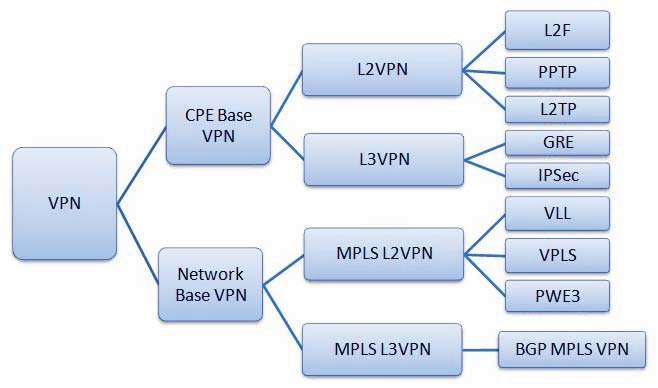 VPN
CPE Base
VPN
Network
Base VPN
L2VPN
L3VPN
MPLS L2VPN
MPLS L3VPN
L2F
PPTP
L2TP
GRE
IPSec
VLL
VPLS
PWE3
BGP MPLS VPN